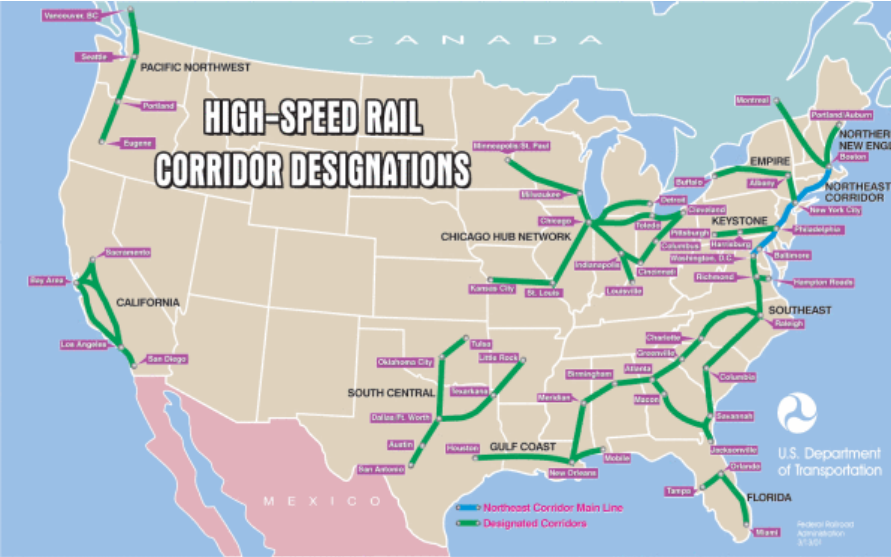 Vancouver, BC
CANADA
Seattle
PACIFIC NORTHWEST
Portland
HIGH-SPEED RAIL
CORRIDOR DESIGNATIONS
Eugene
Minneapolis/St. Paul
Montreal
Portland/Auburn
NORTHER
NEW ENGL
Boston
EMPIRE
Buffalo
Albany
NORTHEAST
CORRIDOR
New York City
Milwaukee
Detroit
Chicago
Cleveland
Toledo
KEYSTONE
CHICAGO HUB NETWORK
Pittsburgh
Harrisburg
Philadelphia
Columbus
Washington, D.C.
Baltimore
Indianapolis
Cincinnati
Richmond
Hampton Roads
Sacramento
Bay Area
CALIFORNIA
Kansas City
St. Louis
Louisville
SOUTHEAST
Raleigh
Los Angeles
San Diego
Tulsa
Oklahoma City
Little Rock
Charlotte
Greenville
Atlanta
Birmingham
Columbia
SOUTH CENTRAL
Texarkana
Meridian
Macon
Dallas/Ft. Worth
Savannah
Austin
Houston
GULF COAST
Mobile
Jacksonville
San Antonio
New Orleans
Orlando
U.S. Department
of Transportation
Tampa
FLORIDA
MEXICO
Northeast Corridor Main Line
Designated Corridors
Miami
Federal Railroad
Administration